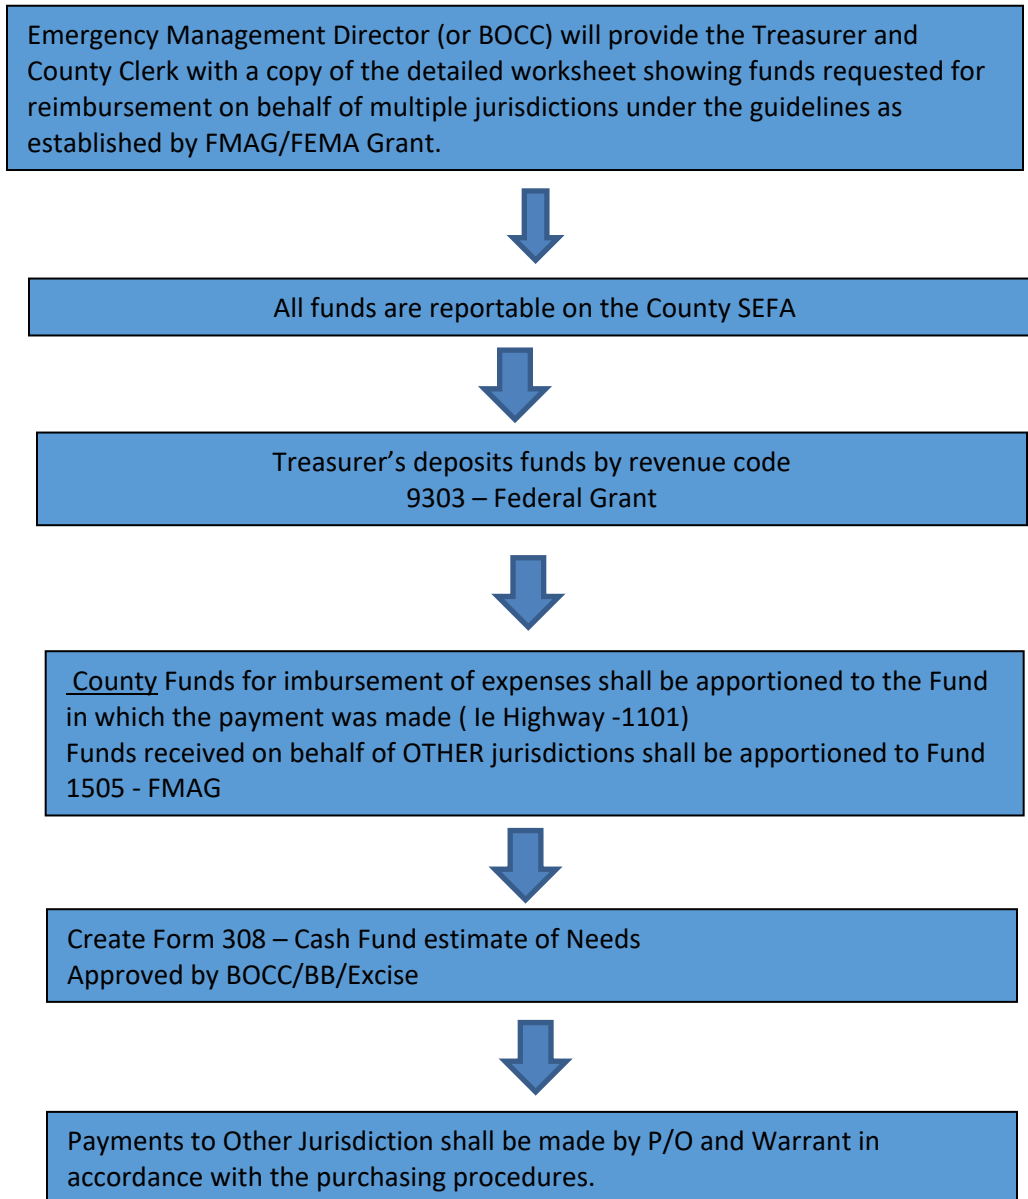 Emergency Management Director (or BOCC) will provide the Treasurer and
County Clerk with a copy of the detailed worksheet showing funds requested for
reimbursement on behalf of multiple jurisdictions under the guidelines as
established by FMAG/FEMA Grant.
All funds are reportable on the County SEFA
Treasurer’s deposits funds by revenue code
9303 – Federal Grant
County Funds for imbursement of expenses shall be apportioned to the Fund
in which the payment was made ( Ie Highway -1101)
Funds received on behalf of OTHER jurisdictions shall be apportioned to Fund
1505 - FMAG
Create Form 308 – Cash Fund estimate of Needs
Approved by BOCC/BB/Excise
Payments to Other Jurisdiction shall be made by P/O and Warrant in
accordance with the purchasing procedures.